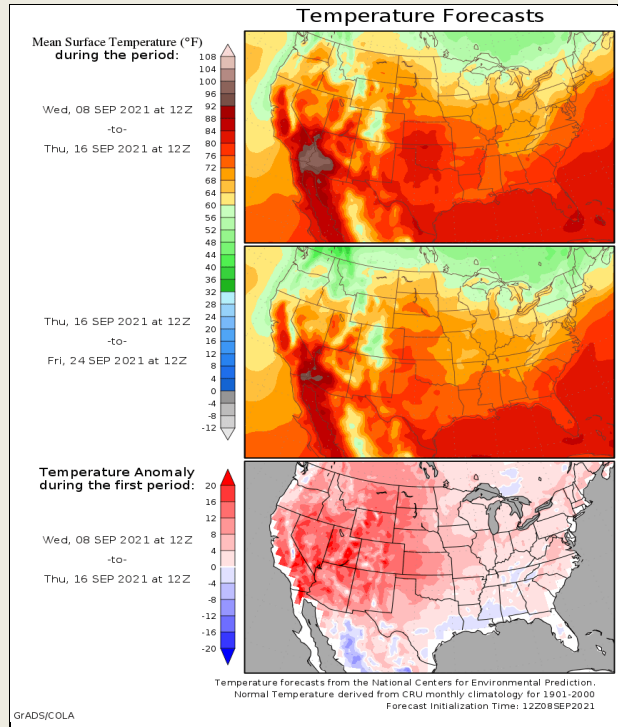 Temperature Forecasts
Mean Surface Temperature (°F)
during the period:
Wed, 08 SEP 2021 at 12Z
-to-
Thu, 16 SEP 2021 at 12Z
108
104
100
96
92
88
84
80
76
72
68
64
60
56
52
48
44
40
36
32
28
24
20
16
12
8
4
0
-4
-8
-12
Thu, 16 SEP 2021 at 12Z
-to-
Fri, 24 SEP 2021 at 12Z
Temperature Anomaly
during the first period:
Wed, 08 SEP 2021 at 12Z
-to-
Thu, 16 SEP 2021 at 12Z
20
16
12
8
4
0
-4
-8
-12
-16
-20
Temperature forecasts from the National Centers for Environmental Prediction.
Normal Temperature derived from CRU monthly climatology for 1901-2000
Forecast Initialization Time: 12Z08SEP2021
GrADS/COLA